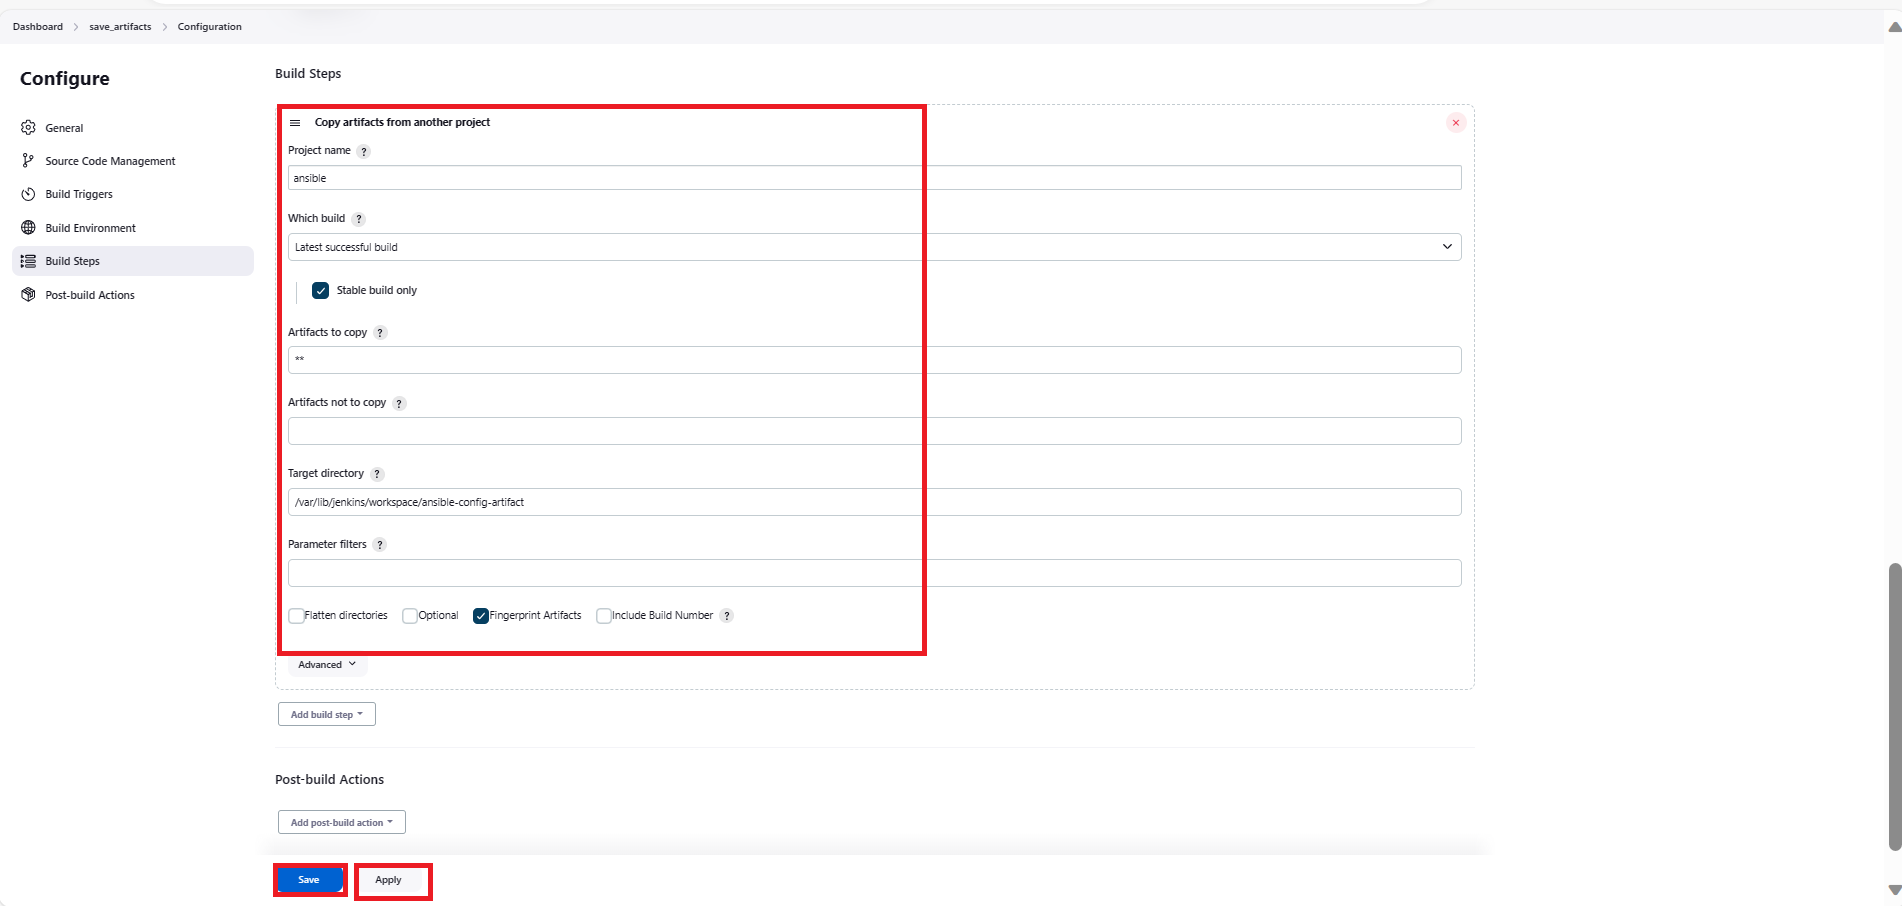 Dashboard > save_artifacts > Configuration
Configure
General
Source Code Management
Build Triggers
Build Environment
Build Steps
Post-build Actions
Build Steps
Copy artifacts from another project
Project name ?
ansible
Which build ?
Latest successful build
Stable build only
Artifacts to copy ?
**
Artifacts not to copy ?
Target directory ?
/var/lib/jenkins/workspace/ansible-config-artifact
Parameter filters ?
Flatten directories Optional Fingerprint Artifacts Include Build Number ?
Advanced
Add build step
Post-build Actions
Add post-build action
Save Apply